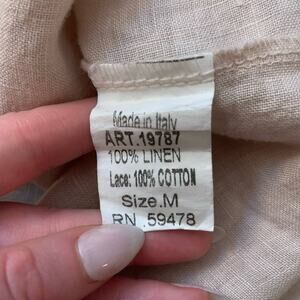 Made in Italy
ART.19787
100% LINEN
Lace: 100% COTTON
Size.M
RN .59478